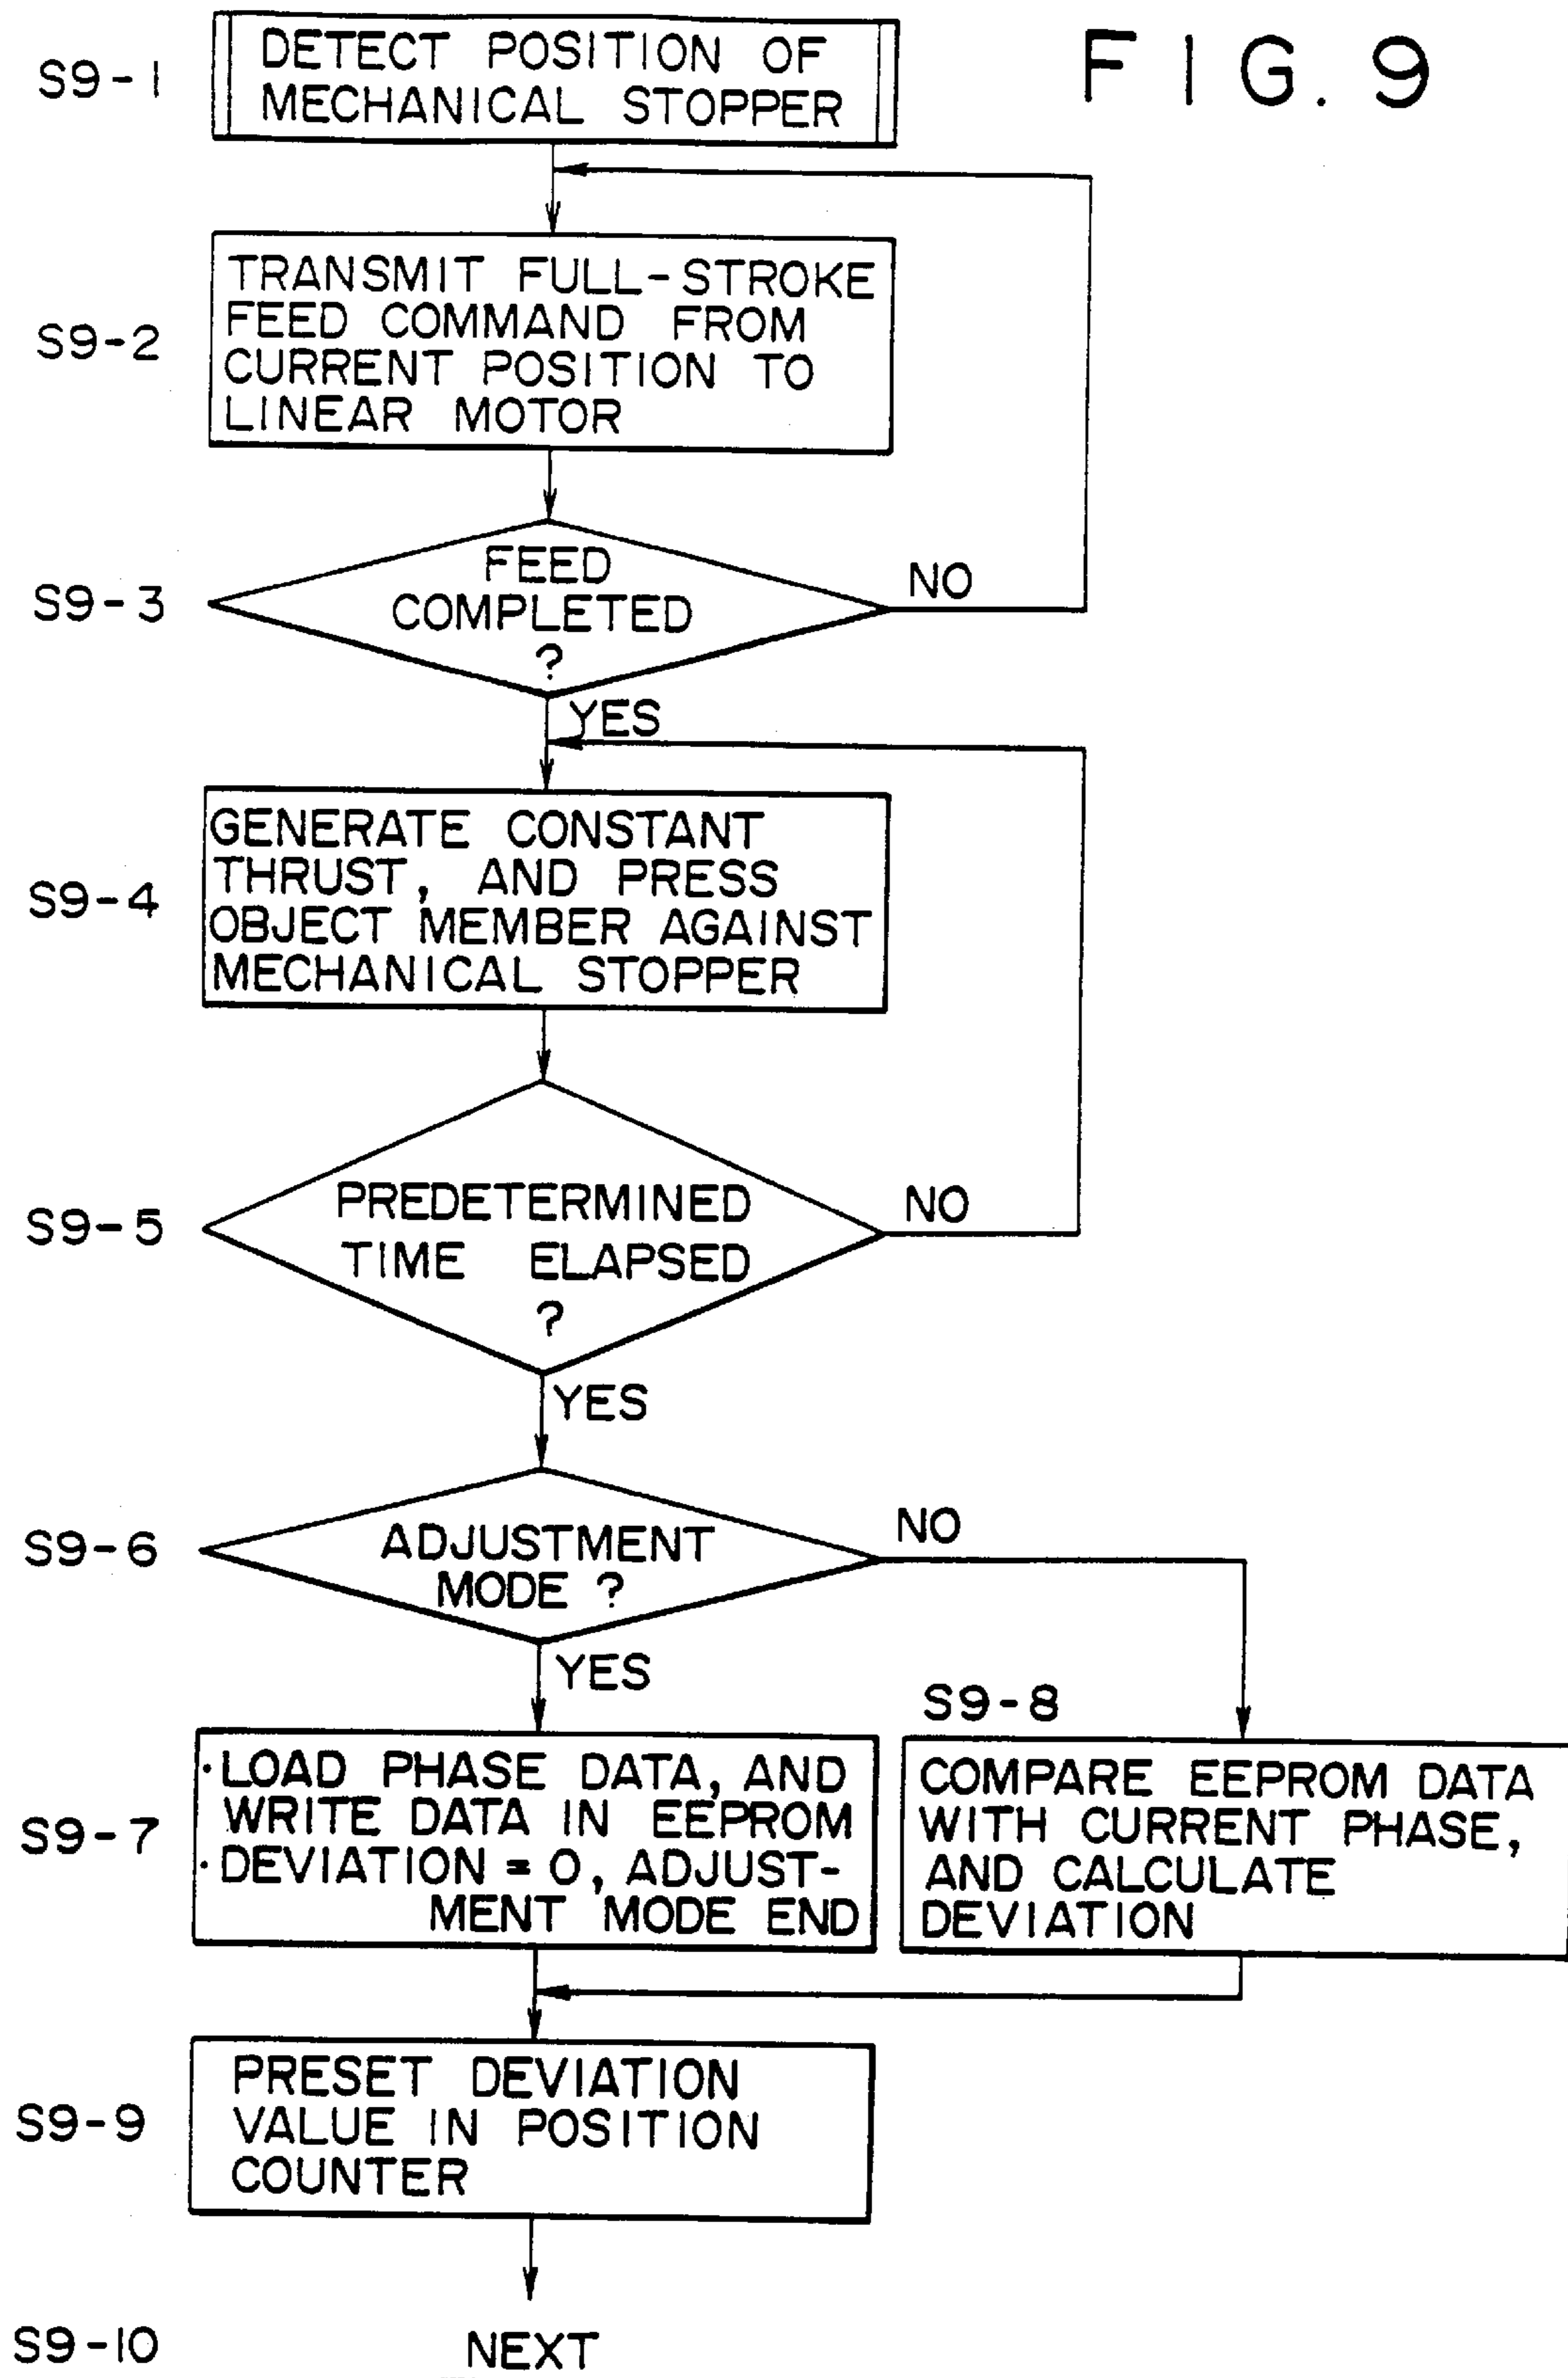 FIG. 9
S9-1
DETECT POSITION OF
MECHANICAL STOPPER
S9-2
TRANSMIT FULL-STROKE
FEED COMMAND FROM
CURRENT POSITION TO
LINEAR MOTOR
S9-3
FEED
COMPLETED
?
NO
YES
S9-4
GENERATE CONSTANT
THRUST, AND PRESS
OBJECT MEMBER AGAINST
MECHANICAL STOPPER
S9-5
PREDETERMINED
TIME ELAPSED
?
NO
YES
S9-6
ADJUSTMENT
MODE ?
NO
YES
S9-7
·LOAD PHASE DATA, AND
WRITE DATA IN EEPROM
·DEVIATION = 0, ADJUST-
MENT MODE END
S9-8
COMPARE EEPROM DATA
WITH CURRENT PHASE,
AND CALCULATE
DEVIATION
S9-9
PRESET DEVIATION
VALUE IN POSITION
COUNTER
S9-10
NEXT